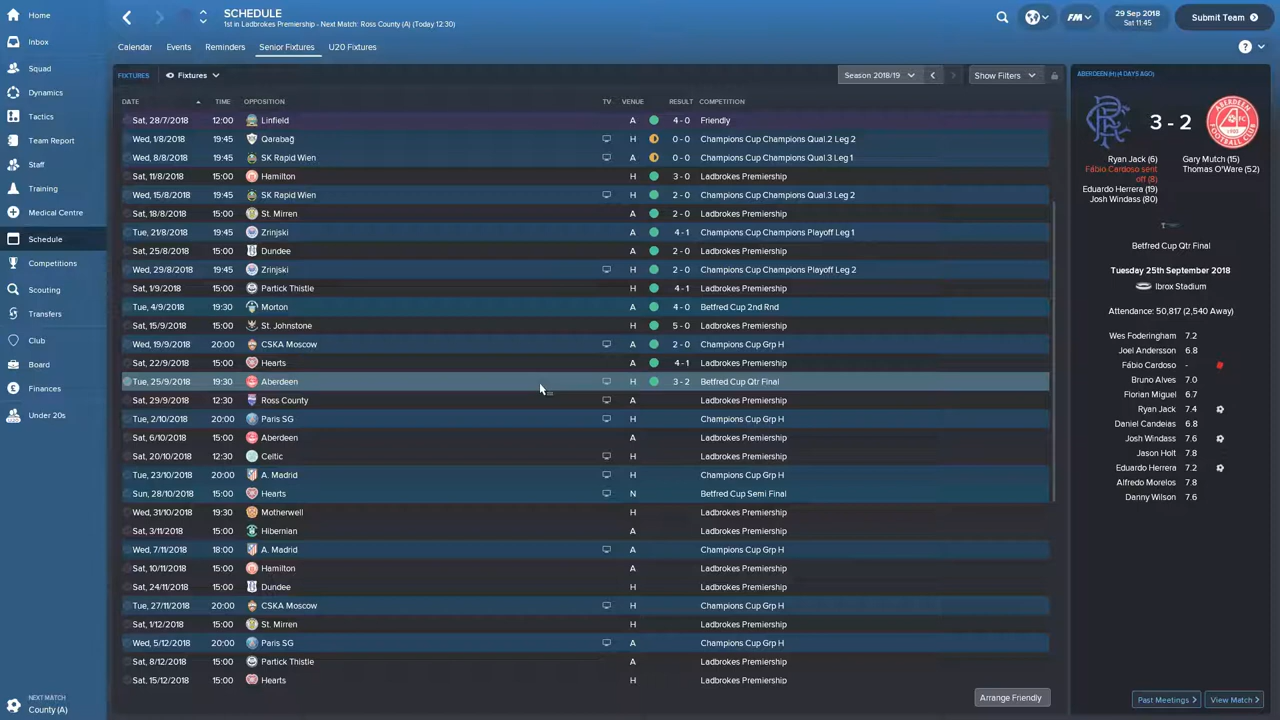 Home
Inbox
Squad
Dynamics
Tactics
Team Report
Staff
Training
Medical Centre
Schedule
Competitions
Scouting
Transfers
Club
Board
Finances
Under 20s
NEXT MATCH
County (A)
SCHEDULE
1st in Ladbrokes Premiership - Next Match: Ross County (A) (Today 12:30)
FM
29 Sep 2018
Sat 11:45
Submit Team
Calendar Events Reminders Senior Fixtures U20 Fixtures
?
FIXTURES Fixtures Season 2018/19 Show Filters
DATE TIME OPPOSITION TV VENUE RESULT COMPETITION
Sat, 28/7/2018 12:00 Linfield A 4-0 Friendly
Wed, 1/8/2018 19:45 Qarabağ H 0-0 Champions Cup Champions Qual.2 Leg 2
Wed, 8/8/2018 19:45 SK Rapid Wien A 0-0 Champions Cup Champions Qual.3 Leg 1
Sat, 11/8/2018 15:00 Hamilton H 3-0 Ladbrokes Premiership
Wed, 15/8/2018 19:45 SK Rapid Wien H 2-0 Champions Cup Champions Qual.3 Leg 2
Sat, 18/8/2018 15:00 St. Mirren A 2-0 Ladbrokes Premiership
Tue, 21/8/2018 19:45 Zrinjski A 4-1 Champions Cup Champions Playoff Leg 1
Sat, 25/8/2018 15:00 Dundee A 2-0 Ladbrokes Premiership
Wed, 29/8/2018 19:45 Zrinjski H 2-0 Champions Cup Champions Playoff Leg 2
Sat, 1/9/2018 15:00 Partick Thistle H 4-1 Ladbrokes Premiership
Tue, 4/9/2018 19:30 Morton A 4-0 Betfred Cup 2nd Rnd
Sat, 15/9/2018 15:00 St. Johnstone H 5-0 Ladbrokes Premiership
Wed, 19/9/2018 20:00 CSKA Moscow A 2-0 Champions Cup Grp H
Sat, 22/9/2018 15:00 Hearts A 4-1 Ladbrokes Premiership
Tue, 25/9/2018 19:30 Aberdeen H 3-2 Betfred Cup Qtr Final
Sat, 29/9/2018 12:30 Ross County A Ladbrokes Premiership
Tue, 2/10/2018 20:00 Paris SG H Champions Cup Grp H
Sat, 6/10/2018 15:00 Aberdeen A Ladbrokes Premiership
Sat, 20/10/2018 12:30 Celtic H Ladbrokes Premiership
Tue, 23/10/2018 20:00 A. Madrid A Champions Cup Grp H
Sun, 28/10/2018 15:00 Hearts N Betfred Cup Semi Final
Wed, 31/10/2018 19:30 Motherwell H Ladbrokes Premiership
Sat, 3/11/2018 15:00 Hibernian H Ladbrokes Premiership
Wed, 7/11/2018 18:00 A. Madrid H Champions Cup Grp H
Sat, 10/11/2018 15:00 Hamilton A Ladbrokes Premiership
Sat, 24/11/2018 15:00 Dundee H Ladbrokes Premiership
Tue, 27/11/2018 20:00 CSKA Moscow H Champions Cup Grp H
Sat, 1/12/2018 15:00 St. Mirren H Ladbrokes Premiership
Wed, 5/12/2018 20:00 Paris SG A Champions Cup Grp H
Sat, 8/12/2018 15:00 Partick Thistle A Ladbrokes Premiership
Sat, 15/12/2018 15:00 Hearts H Ladbrokes Premiership
Arrange Friendly
ABERDEEN (H) (4 DAYS AGO)
3 - 2
Ryan Jack (6) Gary Mutch (15)
Fábio Cardoso sent Thomas O'Ware (52)
off (8)
Eduardo Herrera (19)
Josh Windass (80)
Betfred Cup Qtr Final
Tuesday 25th September 2018
Ibrox Stadium
Attendance: 50,817 (2,540 Away)
Wes Foderingham 7.2
Joel Andersson 6.8
Fábio Cardoso -
Bruno Alves 7.0
Florian Miguel 6.7
Ryan Jack 7.4
Daniel Candeias 6.8
Josh Windass 7.6
Jason Holt 7.8
Eduardo Herrera 7.2
Alfredo Morelos 7.8
Danny Wilson 7.6
Past Meetings View Match